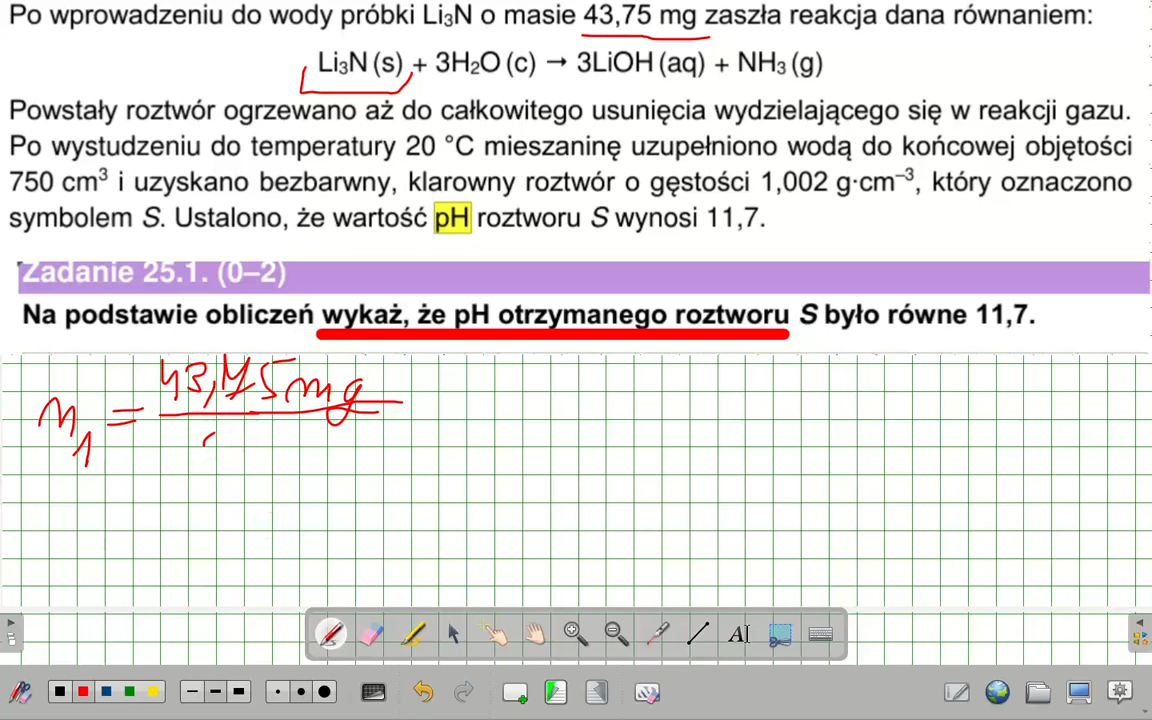 Po wprowadzeniu do wody próbki Li₃N o masie 43,75 mg zaszła reakcja dana równaniem:
Li₃N (s) + 3H₂O (c) → 3LiOH (aq) + NH₃ (g)
Powstały roztwór ogrzewano aż do całkowitego usunięcia wydzielającego się w reakcji gazu.
Po wystudzeniu do temperatury 20 °C mieszaninę uzupełniono wodą do końcowej objętości
750 cm³ i uzyskano bezbarwny, klarowny roztwór o gęstości 1,002 g·cm⁻³, który oznaczono
symbolem S. Ustalono, że wartość pH roztworu S wynosi 11,7.
Zadanie 25.1. (0–2)
Na podstawie obliczeń wykaż, że pH otrzymanego roztworu S było równe 11,7.
n₁ = 43,75 mg
A